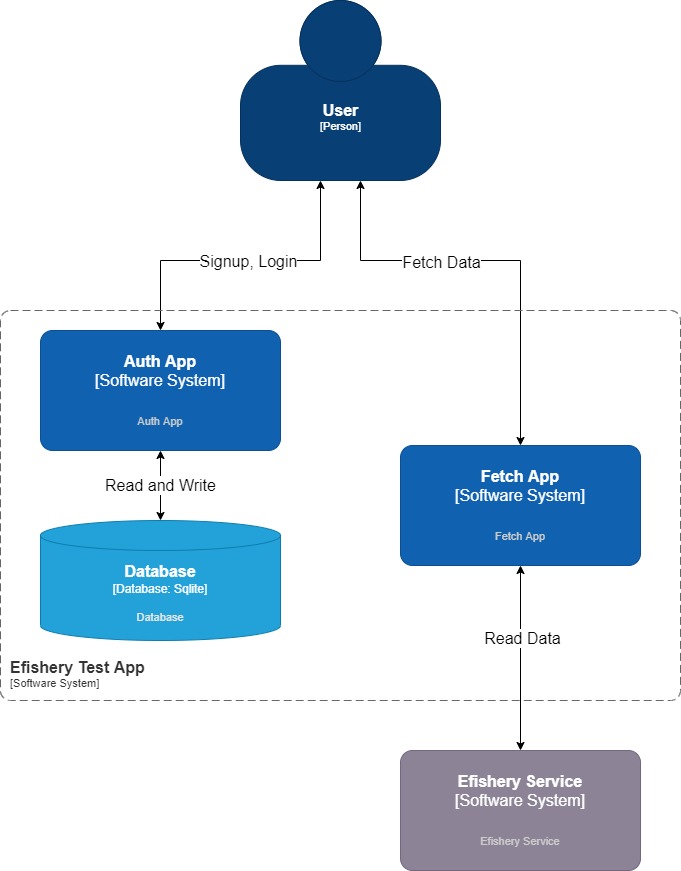 User
[Person]
Signup, Login
Fetch Data
Auth App
[Software System]
Auth App
Read and Write
Database
[Database: Sqlite]
Database
Fetch App
[Software System]
Fetch App
Read Data
Efishery Test App
[Software System]
Efishery Service
[Software System]
Efishery Service